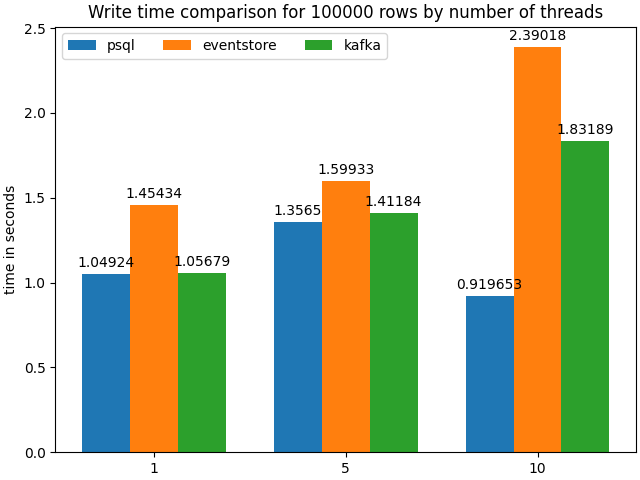 Write time comparison for 100000 rows by number of threads
psql eventstore kafka
time in seconds
2.5
2.0
1.5
1.0
0.5
0.0
1.04924 1.45434 1.05679
1.3565 1.59933 1.41184
0.919653 2.39018 1.83189
1 5 10